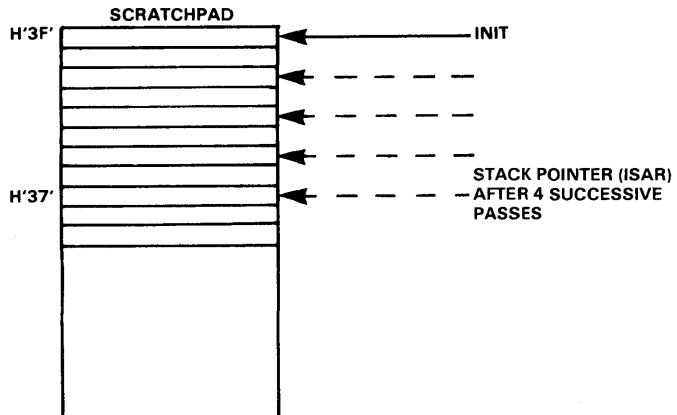 SCRATCHPAD
H'3F'
INIT
H'37'
STACK POINTER (ISAR)
AFTER 4 SUCCESSIVE
PASSES